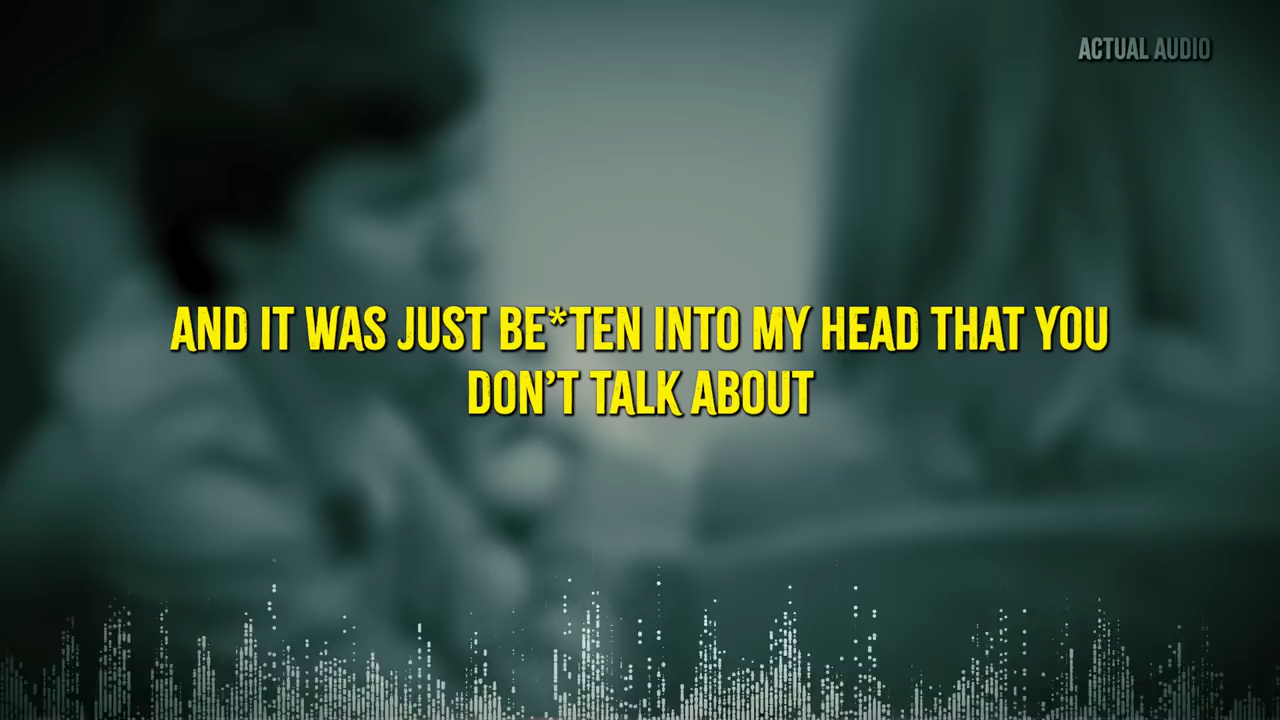 ACTUAL AUDIO
AND IT WAS JUST BE*TEN INTO MY HEAD THAT YOU
DON'T TALK ABOUT